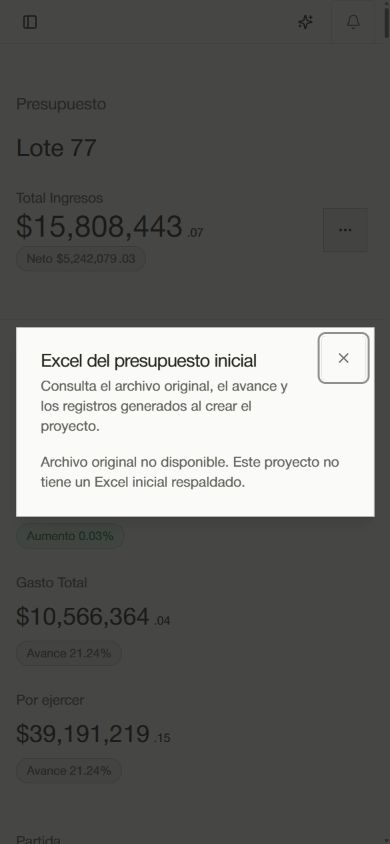 Presupuesto
Lote 77
Total Ingresos
$15,808,443 .07
Neto $5,242,079.03
Excel del presupuesto inicial
Consulta el archivo original, el avance y
los registros generados al crear el
proyecto.
Archivo original no disponible. Este proyecto no
tiene un Excel inicial respaldado.
Aumento 0.03%
Gasto Total
$10,566,364 .04
Avance 21.24%
Por ejercer
$39,191,219 .15
Avance 21.24%
Partida